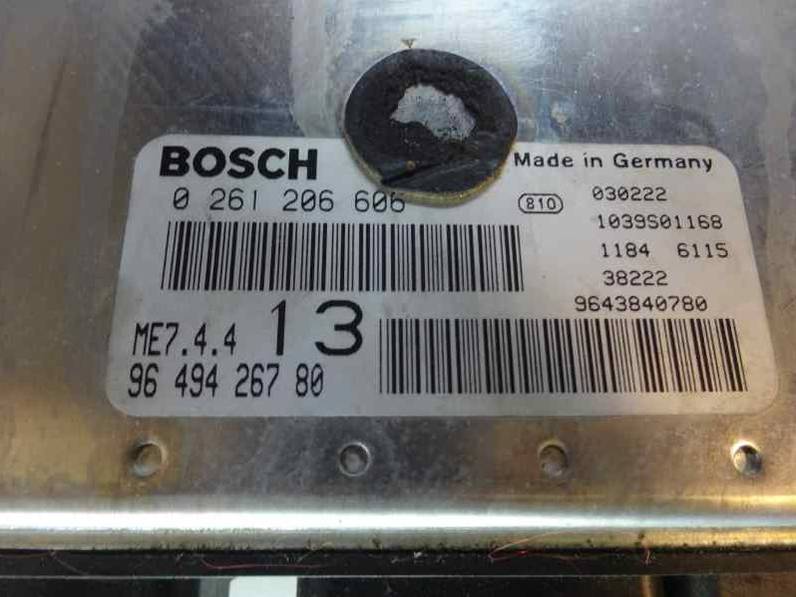 BOSCH
Made in Germany
0 261 206 606
810
030222
1039S01168
1184 6115
38222
9643840780
ME7.4.4
13
96 494 267 80